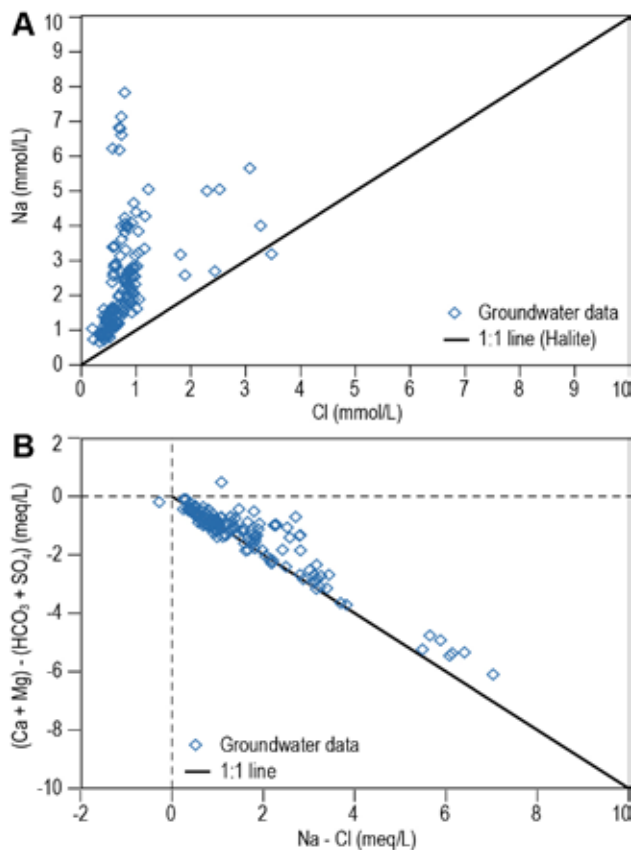 A
10
9
8
7
6
5
4
3
2
1
0
Na (mmol/L)
Groundwater data
1:1 line (Halite)
0 1 2 3 4 5 6 7 8 9 10
Cl (mmol/L)
B
2
0
-2
-4
-6
-8
-10
(Ca + Mg) - (HCO₃ + SO₄) (meq/L)
Groundwater data
1:1 line
-2 0 2 4 6 8 10
Na - Cl (meq/L)